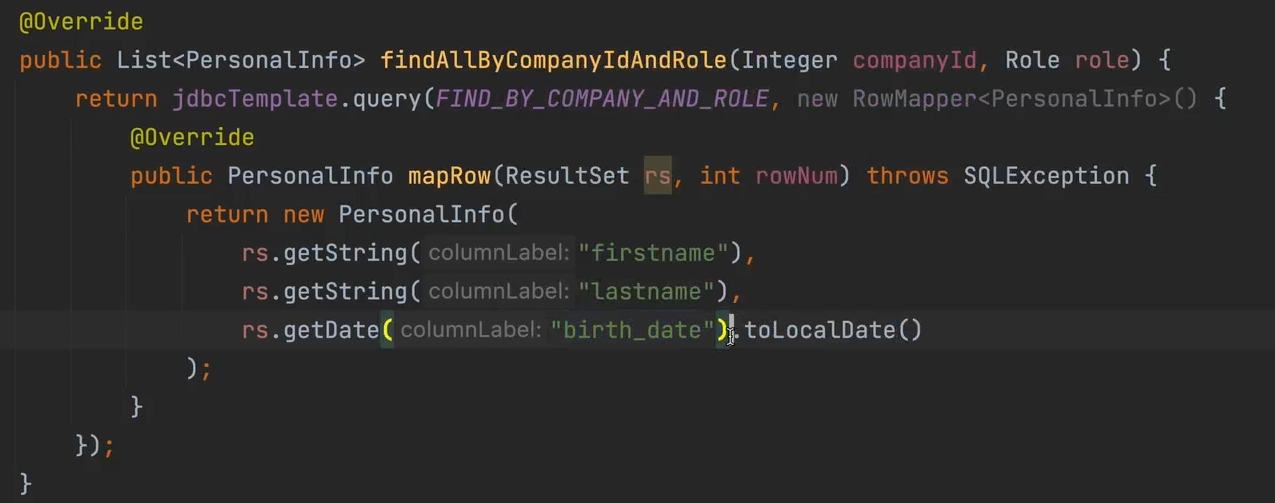 @Override
public List<PersonalInfo> findAllByCompanyIdAndRole(Integer companyId, Role role) {
    return jdbcTemplate.query(FIND_BY_COMPANY_AND_ROLE, new RowMapper<PersonalInfo>() {
        @Override
        public PersonalInfo mapRow(ResultSet rs, int rowNum) throws SQLException {
            return new PersonalInfo(
                rs.getString( columnLabel: "firstname"),
                rs.getString( columnLabel: "lastname"),
                rs.getDate( columnLabel: "birth_date").toLocalDate()
            );
        }
    });
}